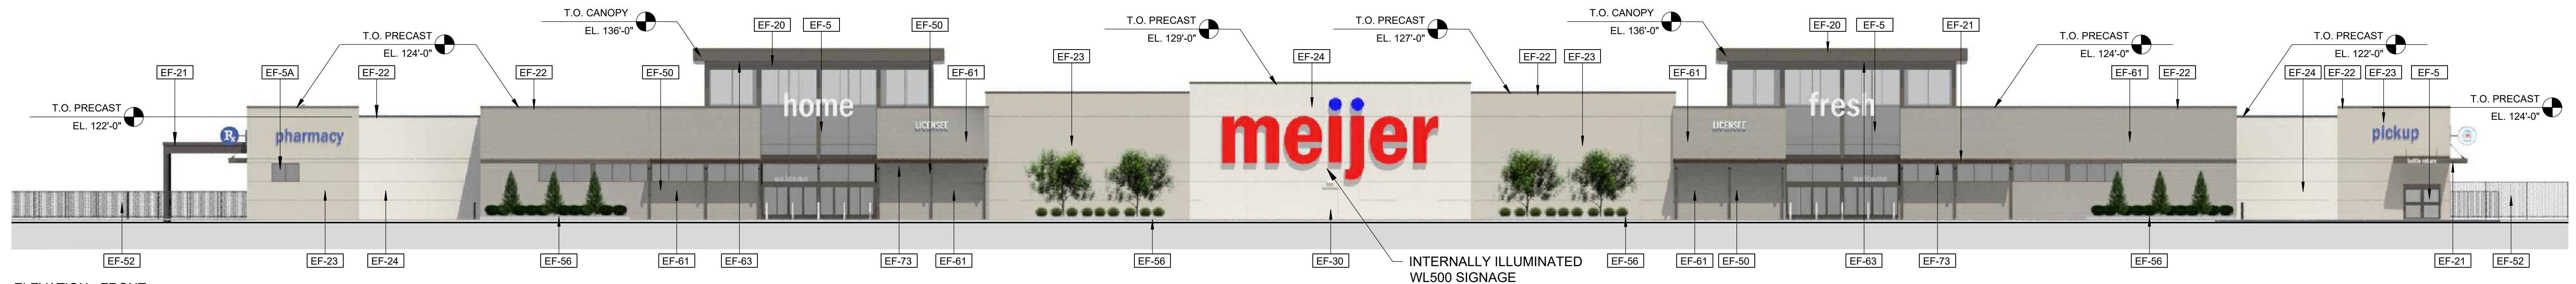 T.O. CANOPY
EL. 136'-0"
EF-20
EF-5
EF-50
T.O. PRECAST
EL. 129'-0"
T.O. PRECAST
EL. 127'-0"
T.O. CANOPY
EL. 136'-0"
EF-20
EF-5
EF-21
T.O. PRECAST
EL. 124'-0"
T.O. PRECAST
EL. 124'-0"
T.O. PRECAST
EL. 122'-0"
EF-21
EF-5A
EF-22
EF-22
EF-50
EF-61
EF-23
EF-24
EF-22
EF-23
EF-61
EF-61
EF-22
EF-24
EF-22
EF-23
EF-5
T.O. PRECAST
EL. 122'-0"
T.O. PRECAST
EL. 124'-0"
home
fresh
LICENSEE
LICENSEE
Rx
pharmacy
meijer
pickup
bottle return
welcome
welcome
EF-52
EF-23
EF-24
EF-56
EF-61
EF-63
EF-73
EF-61
EF-56
EF-30
INTERNALLY ILLUMINATED
WL500 SIGNAGE
EF-56
EF-61
EF-50
EF-63
EF-73
EF-56
EF-21
EF-52